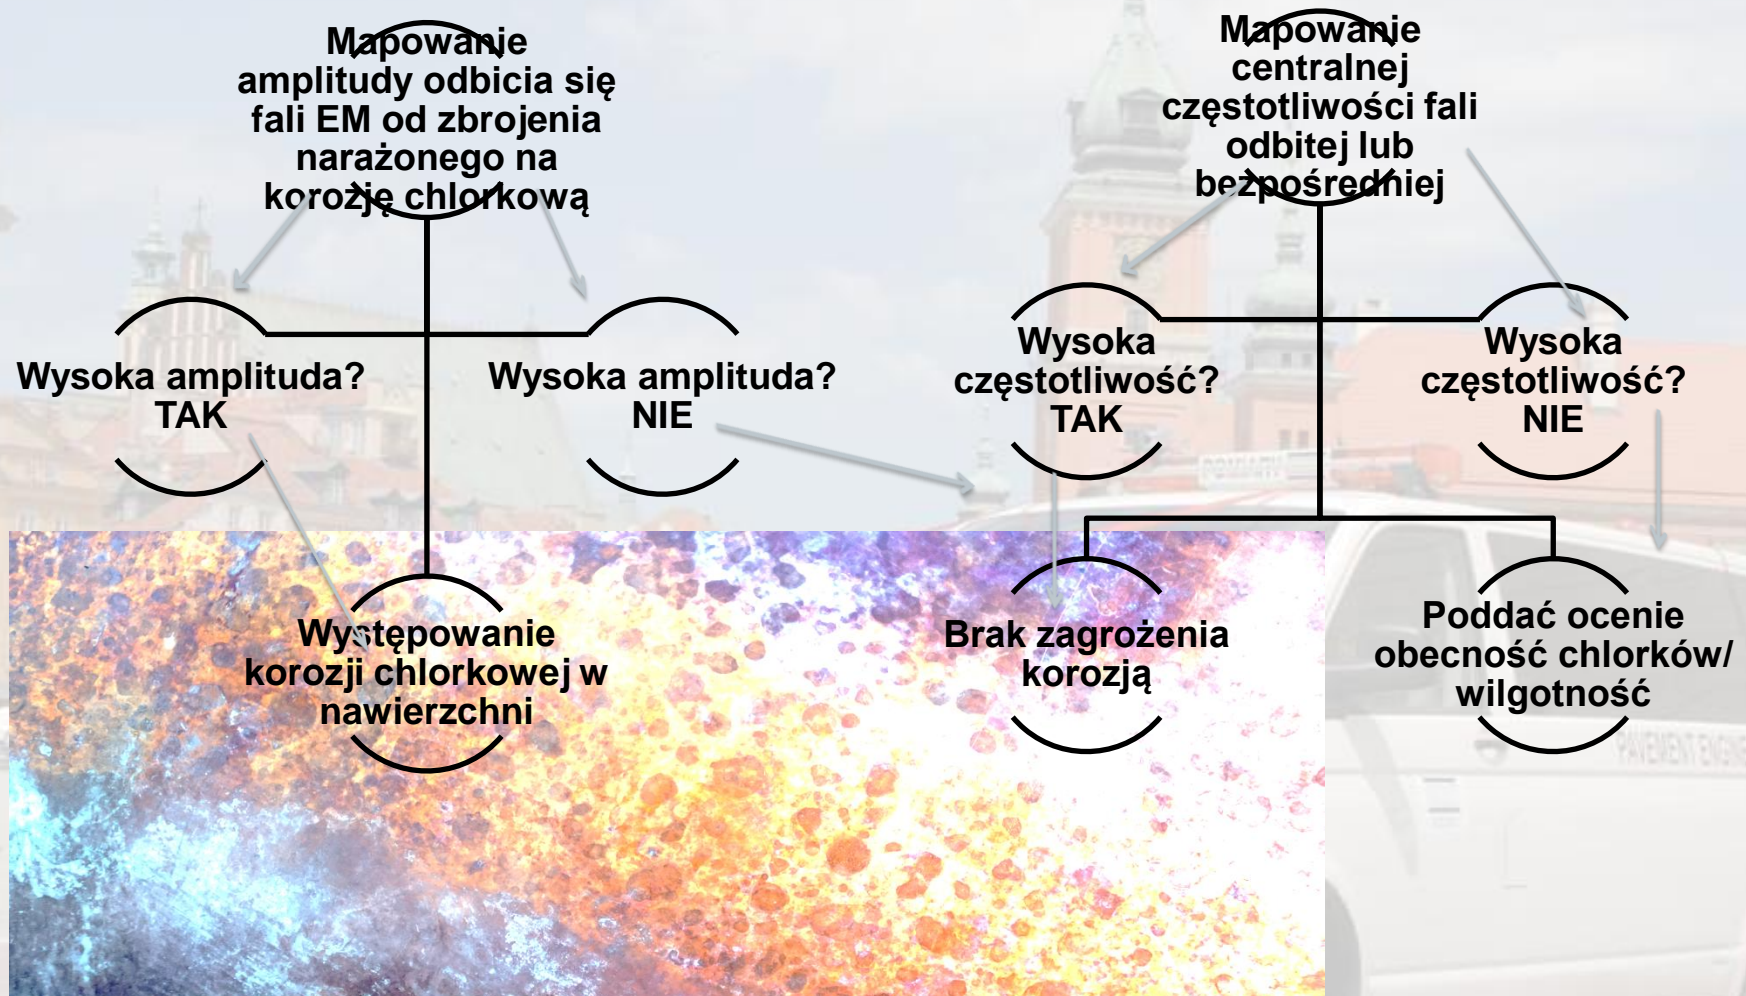 Mapowanie
amplitudy odbicia się
fali EM od zbrojenia
narażonego na
korozję chlorkową
Mapowanie
centralnej
częstotliwości fali
odbitej lub
bezpośredniej
Wysoka amplituda?
TAK
Wysoka amplituda?
NIE
Wysoka
częstotliwość?
TAK
Wysoka
częstotliwość?
NIE
Występowanie
korozji chlorkowej w
nawierzchni
Brak zagrożenia
korozją
Poddać ocenie
obecność chlorków/
wilgotność
PAVEMENT